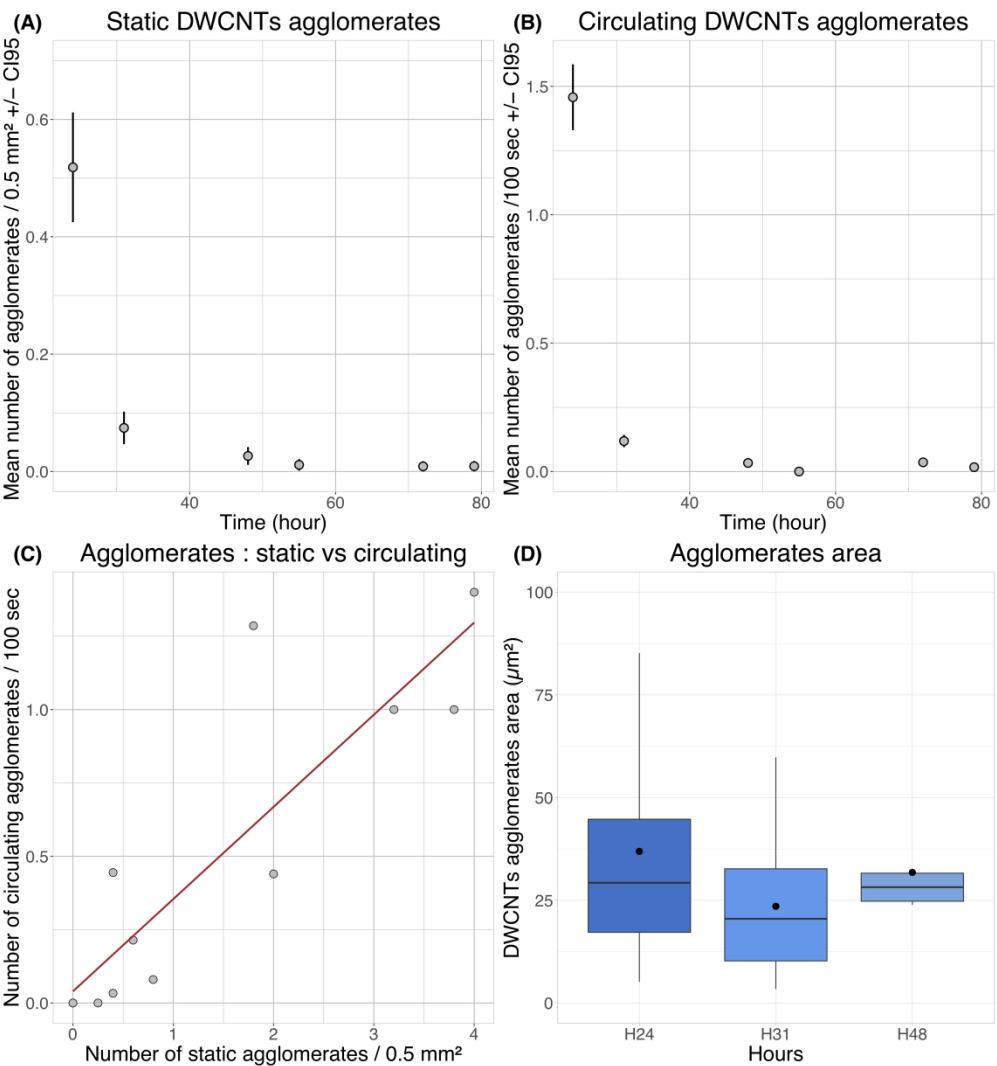 (A) Static DWCNTs agglomerates
Mean number of agglomerates / 0.5 mm² +/− CI95
0.6
0.4
0.2
0.0
40 60 80
Time (hour)
(B) Circulating DWCNTs agglomerates
Mean number of agglomerates /100 sec +/− CI95
1.5
1.0
0.5
0.0
40 60 80
Time (hour)
(C) Agglomerates : static vs circulating
Number of circulating agglomerates / 100 sec
1.0
0.5
0.0
0 1 2 3 4
Number of static agglomerates / 0.5 mm²
(D) Agglomerates area
DWCNTs agglomerates area (µm²)
100
75
50
25
0
H24 H31 H48
Hours